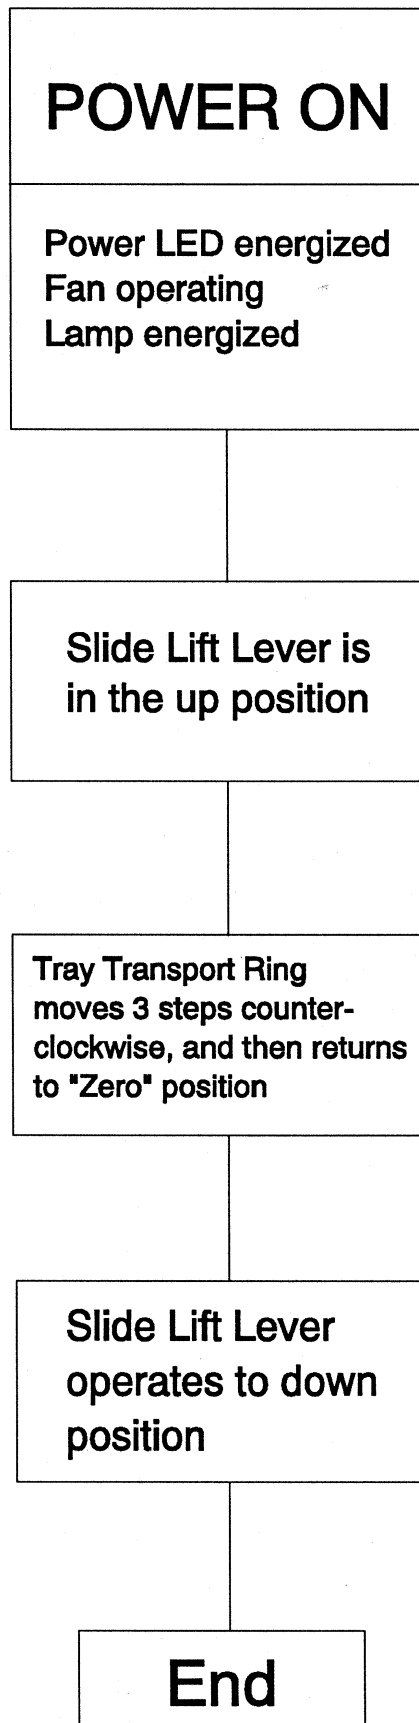 POWER ON
Power LED energized
Fan operating
Lamp energized
Slide Lift Lever is
in the up position
Tray Transport Ring
moves 3 steps counter-
clockwise, and then returns
to "Zero" position
Slide Lift Lever
operates to down
position
End